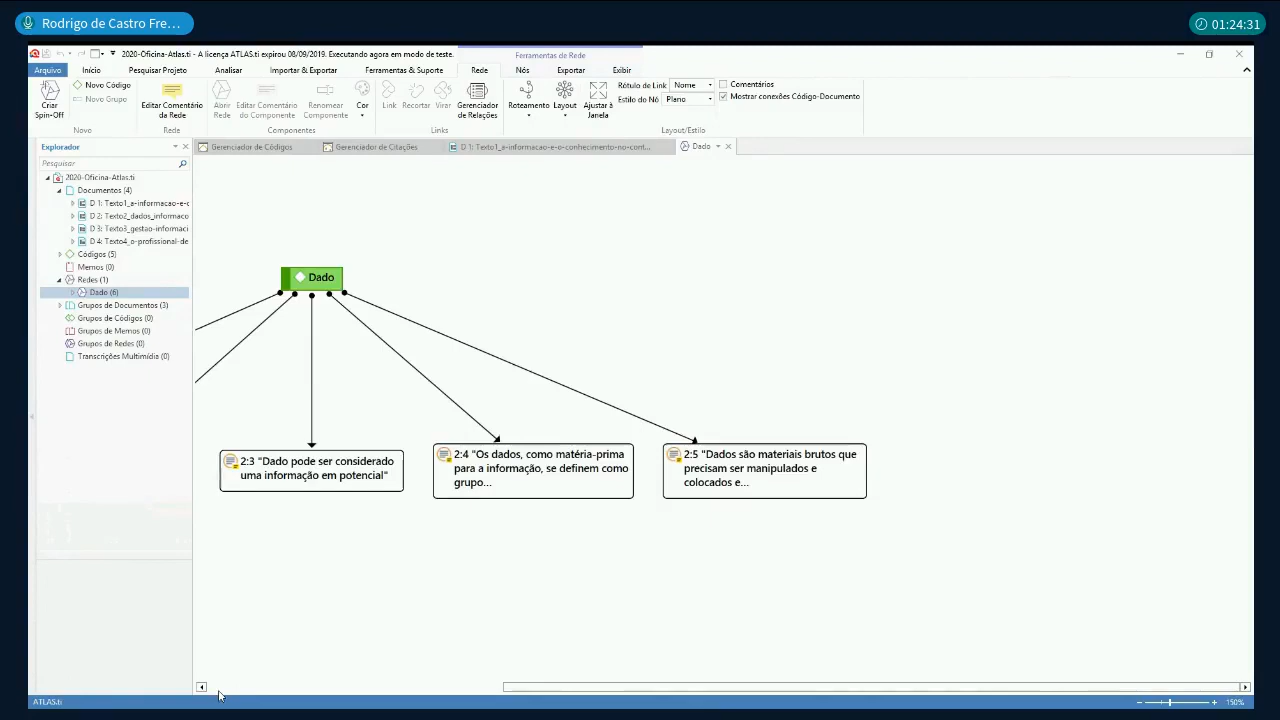 Rodrigo de Castro Fre...
01:24:31
2020-Oficina-Atlas.ti - A licença ATLAS.ti expirou 08/09/2019. Executando agora em modo de teste.
Ferramentas de Rede
Arquivo Início Pesquisar Projeto Analisar Importar & Exportar Ferramentas & Suporte Rede Nós Exportar Exibir
Criar Spin-Off
Novo Código
Novo Grupo
Novo
Editar Comentário da Rede
Rede
Abrir Rede
Editar Comentário do Componente
Renomear Componente
Cor
Componentes
Link Recortar Virar
Gerenciador de Relações
Links
Roteamento
Layout
Ajustar à Janela
Rótulo de Link Nome
Estilo do Nó Plano
Comentários
Mostrar conexões Código-Documento
Layout/Estilo
Explorador
Gerenciador de Códigos
Gerenciador de Citações
D 1: Texto1_a-informacao-e-o-conhecimento-no-cont...
Dado
Pesquisar
2020-Oficina-Atlas.ti
Documentos (4)
D 1: Texto1_a-informacao-e-c
D 2: Texto2_dados_informaco
D 3: Texto3_gestao-informaci
D 4: Texto4_o-profissional-de
Códigos (5)
Memos (0)
Redes (1)
Dado (6)
Grupos de Documentos (3)
Grupos de Códigos (0)
Grupos de Memos (0)
Grupos de Redes (0)
Transcrições Multimídia (0)
Dado
2:3 "Dado pode ser considerado
uma informação em potencial"
2:4 "Os dados, como matéria-prima
para a informação, se definem como
grupo...
2:5 "Dados são materiais brutos que
precisam ser manipulados e
colocados e...
ATLAS.ti
150%